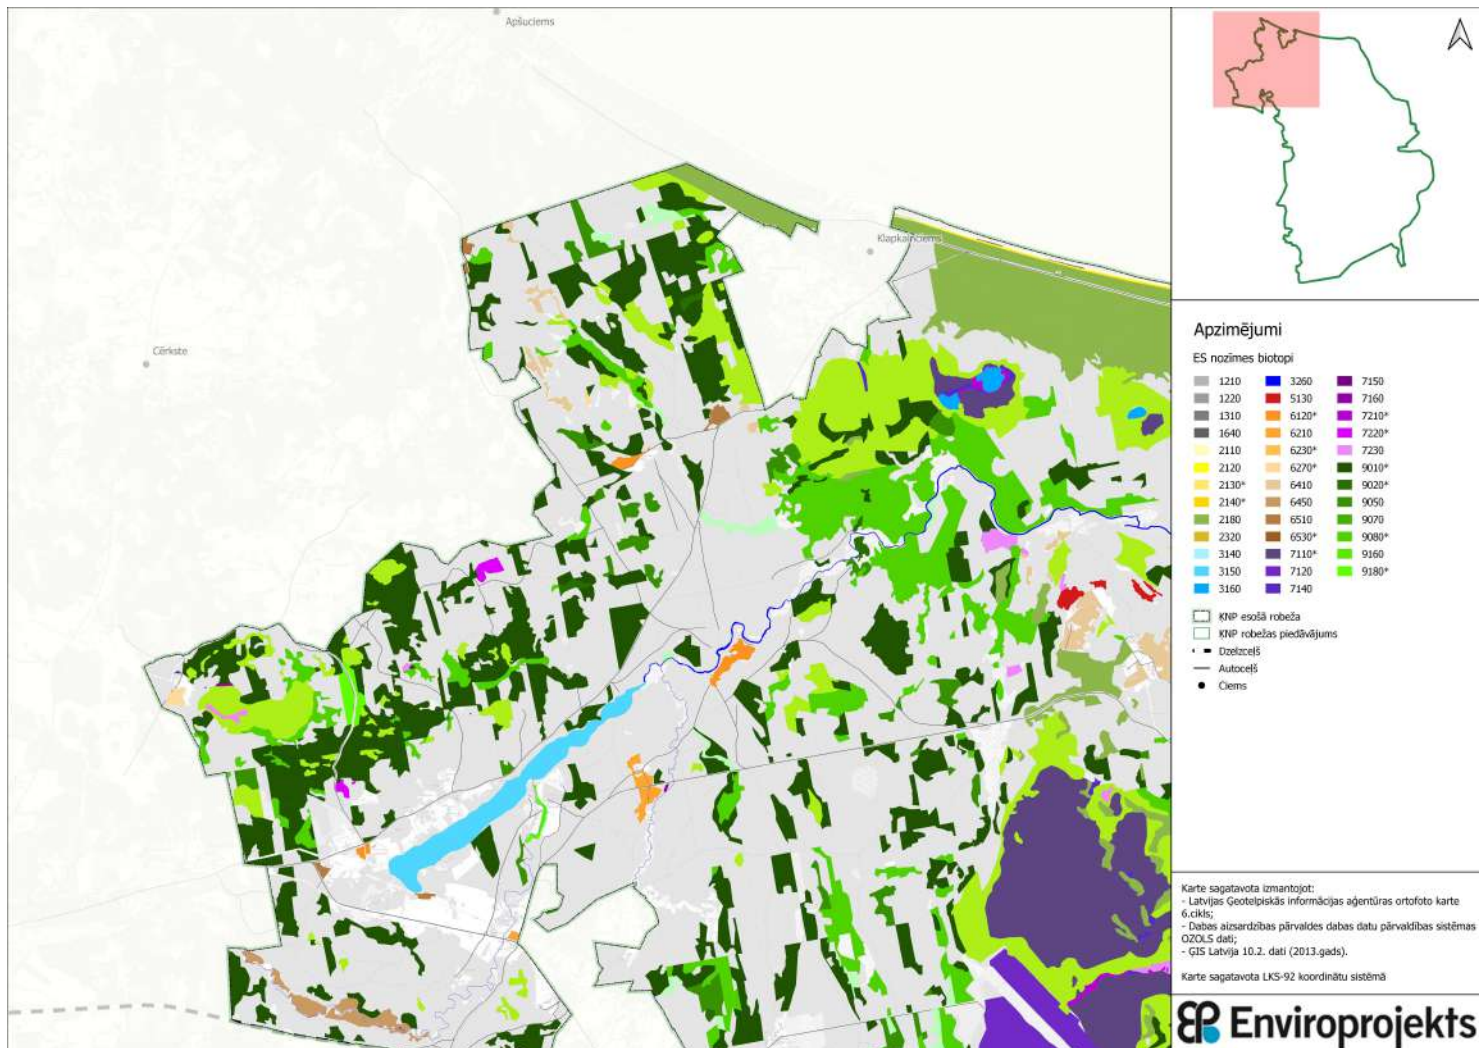 Apšuciems
Klapkalnciems
Cērkste
Apzīmējumi
ES nozīmes biotopi
1210 3260 7150
1220 5130 7160
1310 6120* 7210*
1640 6210 7220*
2110 6230* 7230
2120 6270* 9010*
2130* 6410 9020*
2140* 6450 9050
2180 6510 9070
2320 6530* 9080*
3140 7110* 9160
3150 7120 9180*
3160 7140
ĶNP esošā robeža
ĶNP robežas piedāvājums
Dzelzceļš
Autoceļš
Ciems
Karte sagatavota izmantojot:
- Latvijas Ģeotelpiskās informācijas aģentūras ortofoto karte
6.cikls;
- Dabas aizsardzības pārvaldes dabas datu pārvaldības sistēmas
OZOLS dati;
- ĢIS Latvija 10.2. dati (2013.gads).
Karte sagatavota LKS-92 koordinātu sistēmā
EP Enviroprojekts